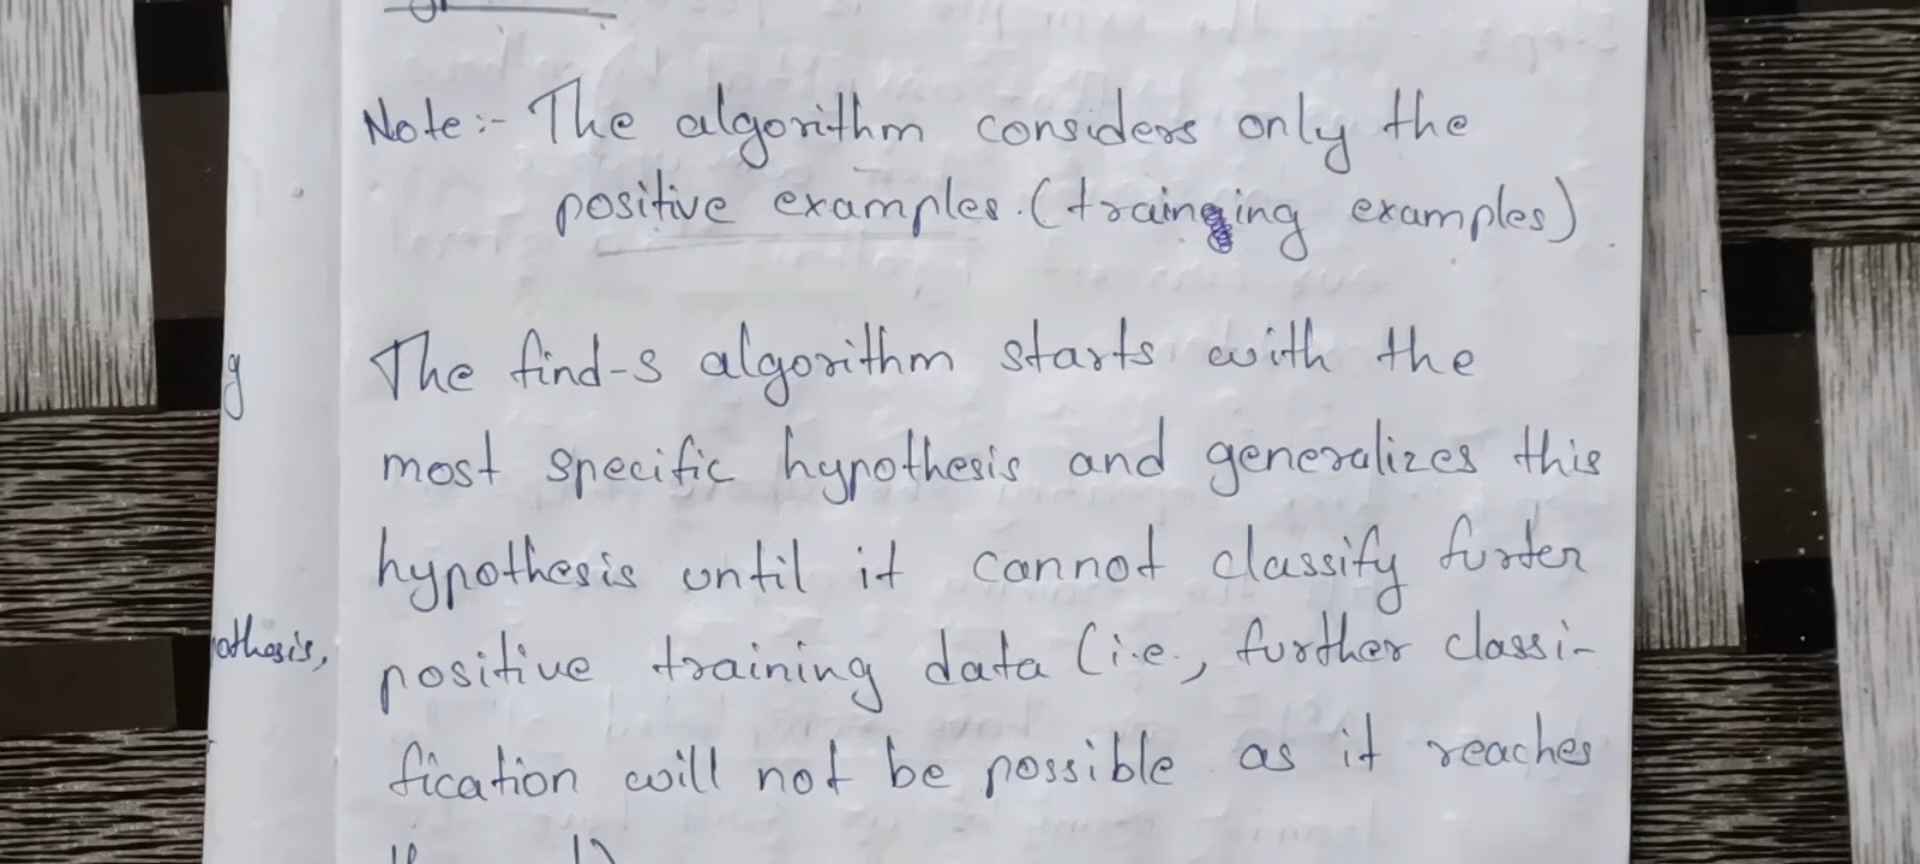 Note:- The algorithm considers only the
positive examples. (training examples)
g
The find-s algorithm starts with the
most specific hypothesis and generalizes this
hypothesis until it cannot classify furter
othesis,
positive training data (i.e., further classi-
fication will not be possible as it reaches